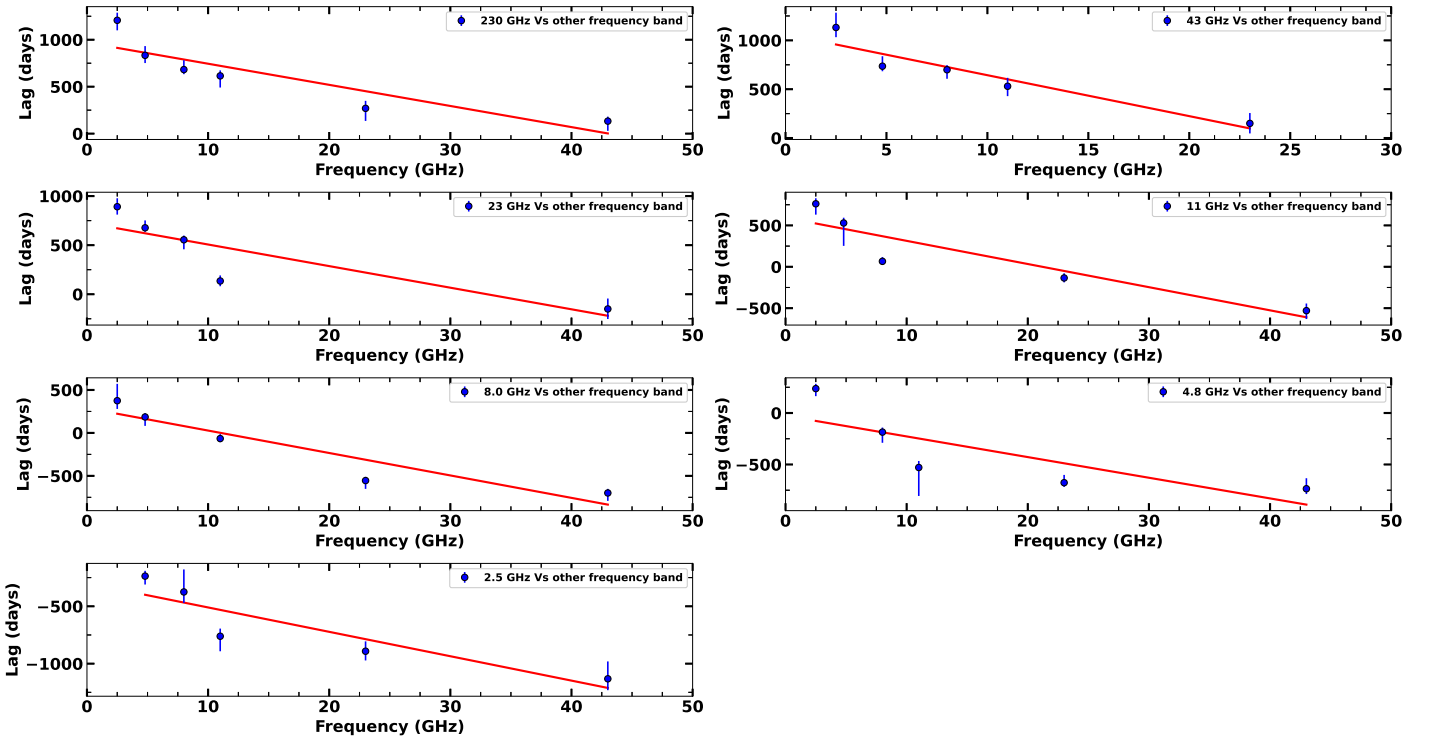 230 GHz Vs other frequency band
Lag (days)
1000
500
0
0 10 20 30 40 50
Frequency (GHz)
43 GHz Vs other frequency band
Lag (days)
1000
500
0
0 5 10 15 20 25 30
Frequency (GHz)
23 GHz Vs other frequency band
Lag (days)
1000
500
0
0 10 20 30 40 50
Frequency (GHz)
11 GHz Vs other frequency band
Lag (days)
500
0
−500
0 10 20 30 40 50
Frequency (GHz)
8.0 GHz Vs other frequency band
Lag (days)
500
0
−500
0 10 20 30 40 50
Frequency (GHz)
4.8 GHz Vs other frequency band
Lag (days)
0
−500
0 10 20 30 40 50
Frequency (GHz)
2.5 GHz Vs other frequency band
Lag (days)
−500
−1000
0 10 20 30 40 50
Frequency (GHz)